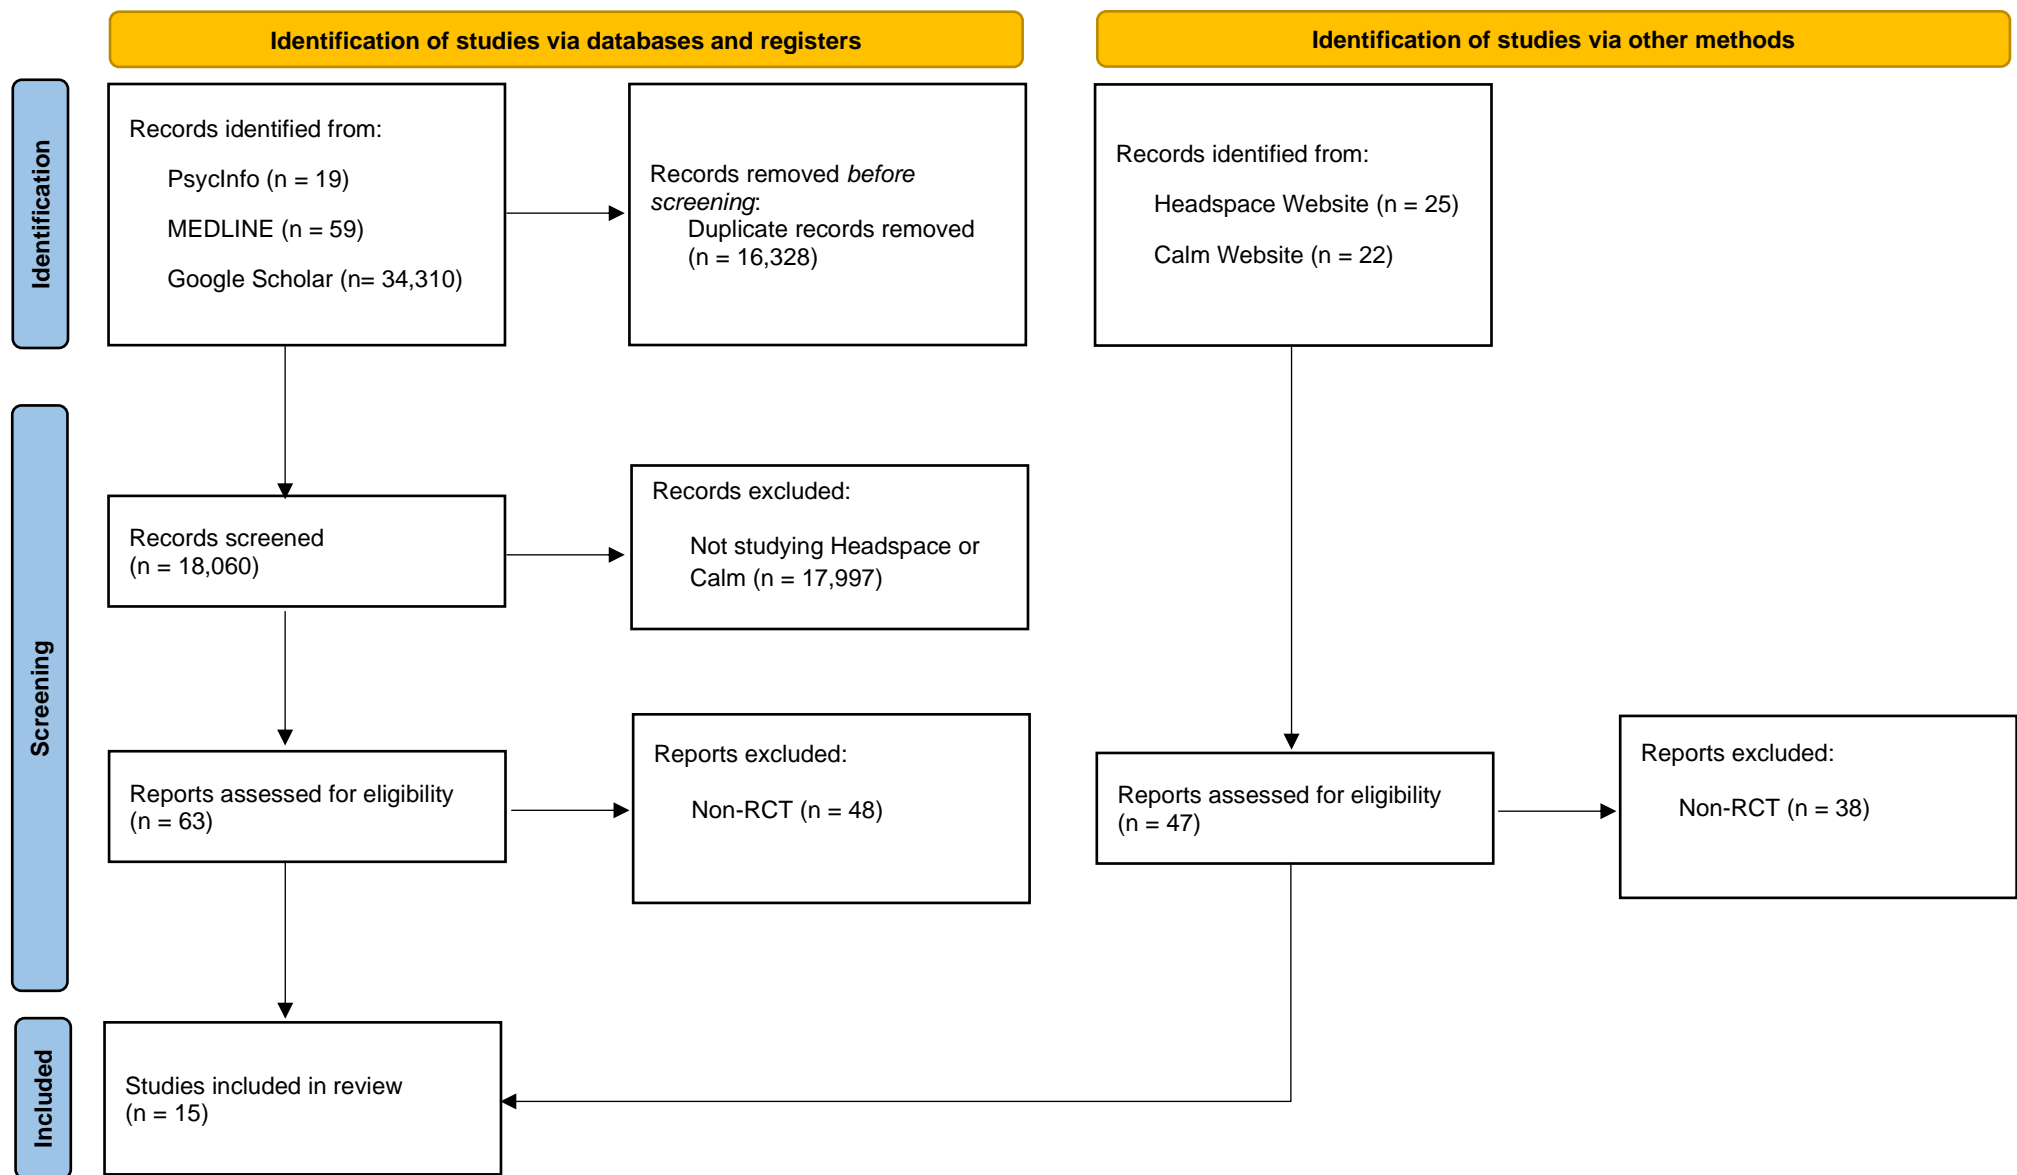 Identification of studies via databases and registers
Identification of studies via other methods
Identification
Records identified from:
PsycInfo (n = 19)
MEDLINE (n = 59)
Google Scholar (n= 34,310)
Records removed before
screening:
Duplicate records removed
(n = 16,328)
Records identified from:
Headspace Website (n = 25)
Calm Website (n = 22)
Screening
Records screened
(n = 18,060)
Records excluded:
Not studying Headspace or
Calm (n = 17,997)
Reports assessed for eligibility
(n = 63)
Reports excluded:
Non-RCT (n = 48)
Reports assessed for eligibility
(n = 47)
Reports excluded:
Non-RCT (n = 38)
Included
Studies included in review
(n = 15)